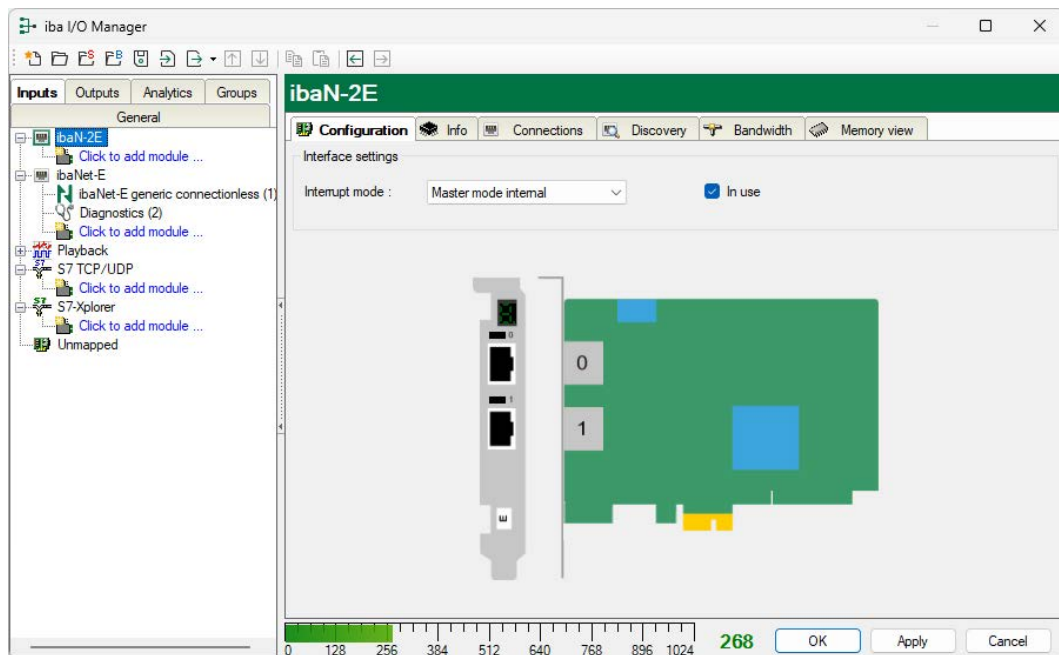 iba I/O Manager
Inputs Outputs Analytics Groups
General
ibaN-2E
Click to add module ...
ibaNet-E
ibaNet-E generic connectionless (1)
Diagnostics (2)
Click to add module ...
Playback
S7 TCP/UDP
Click to add module ...
S7-Xplorer
Click to add module ...
Unmapped
ibaN-2E
Configuration Info Connections Discovery Bandwidth Memory view
Interface settings
Interrupt mode : Master mode internal In use
0
0
1
1
E
0 128 256 384 512 640 768 896 1024
268 OK Apply Cancel